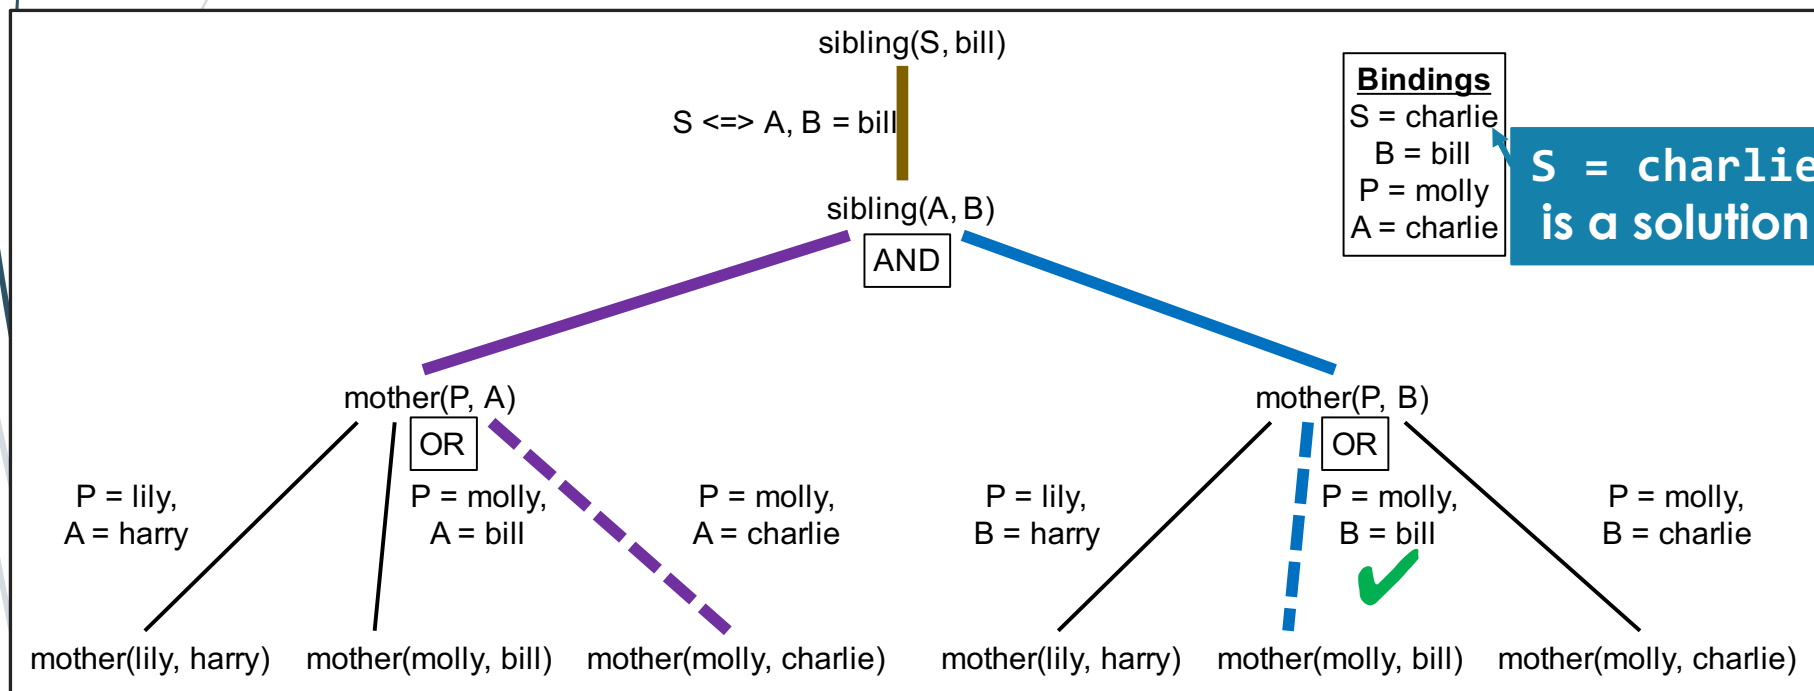 sibling(S, bill)
S <=> A, B = bill
sibling(A, B)
AND
Bindings
S = charlie
B = bill
P = molly
A = charlie
S = charlie
is a solution
mother(P, A)
OR
P = lily,
A = harry
P = molly,
A = bill
P = molly,
A = charlie
mother(lily, harry)
mother(molly, bill)
mother(molly, charlie)
mother(P, B)
OR
P = lily,
B = harry
P = molly,
B = bill
P = molly,
B = charlie
mother(lily, harry)
mother(molly, bill)
mother(molly, charlie)